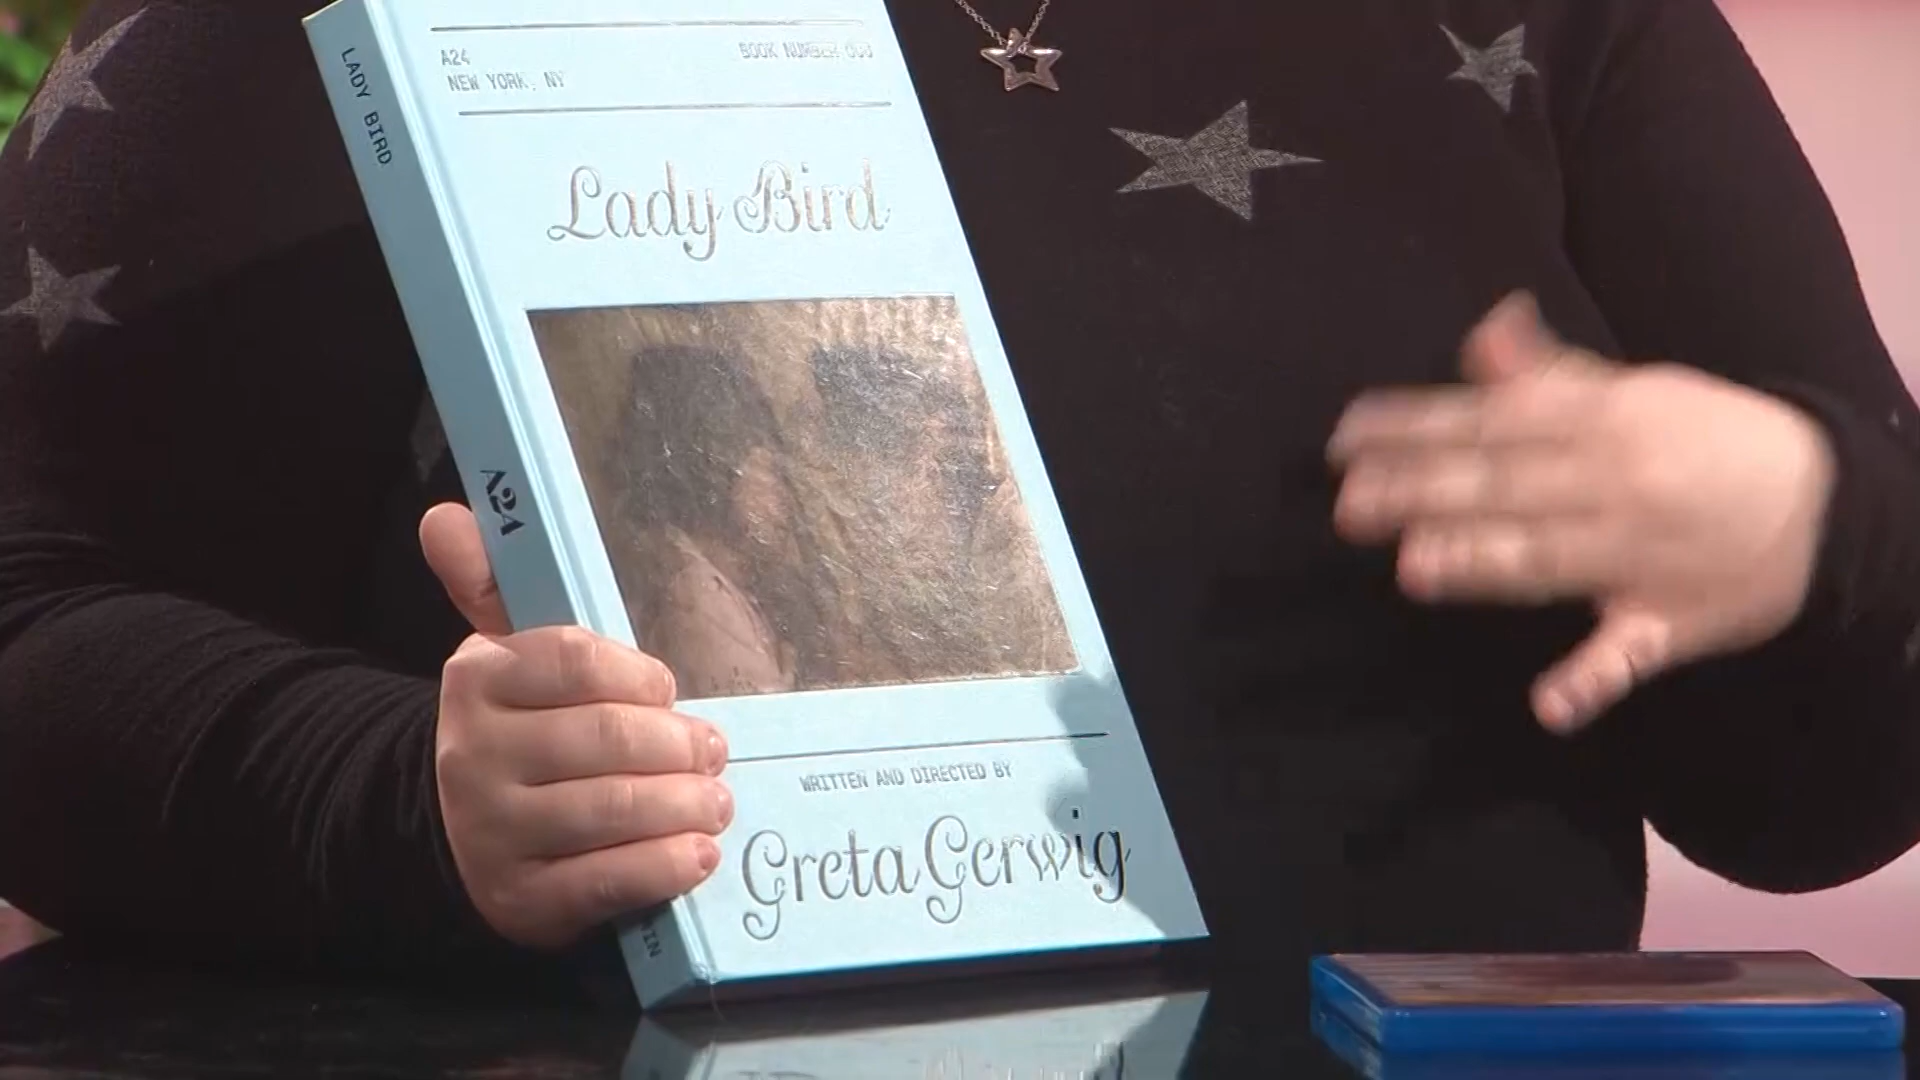 LADY BIRD
A24
A24
NEW YORK, NY
BOOK NUMBER
Lady Bird
WRITTEN AND DIRECTED BY
Greta Gerwig